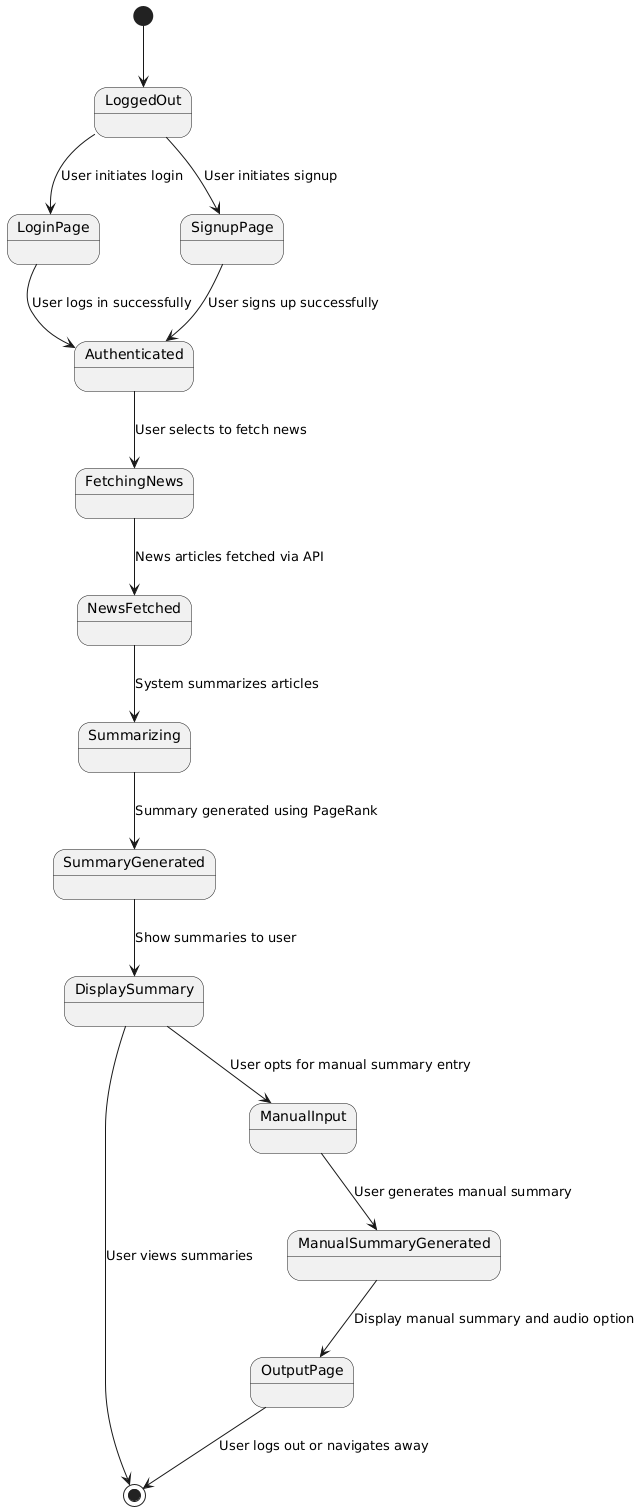 LoggedOut
User initiates login
User initiates signup
LoginPage
SignupPage
User logs in successfully
User signs up successfully
Authenticated
User selects to fetch news
FetchingNews
News articles fetched via API
NewsFetched
System summarizes articles
Summarizing
Summary generated using PageRank
SummaryGenerated
Show summaries to user
DisplaySummary
User opts for manual summary entry
ManualInput
User generates manual summary
ManualSummaryGenerated
User views summaries
Display manual summary and audio option
OutputPage
User logs out or navigates away